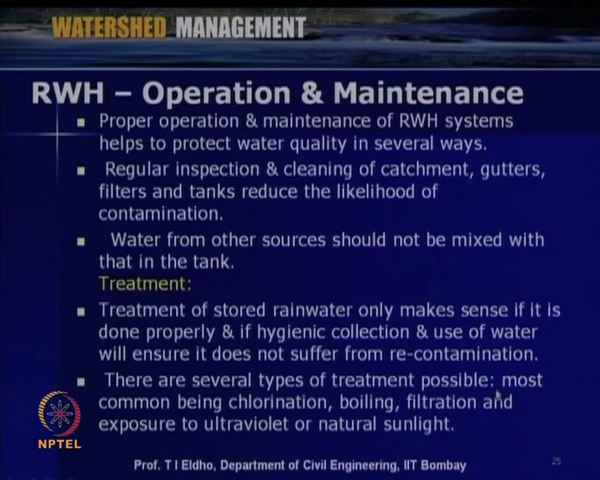 WATERSHED MANAGEMENT
RWH – Operation & Maintenance
▪ Proper operation & maintenance of RWH systems
helps to protect water quality in several ways.
▪ Regular inspection & cleaning of catchment, gutters,
filters and tanks reduce the likelihood of
contamination.
▪ Water from other sources should not be mixed with
that in the tank.
Treatment:
▪ Treatment of stored rainwater only makes sense if it is
done properly & if hygienic collection & use of water
will ensure it does not suffer from re-contamination.
▪ There are several types of treatment possible: most
common being chlorination, boiling, filtration and
exposure to ultraviolet or natural sunlight.
NPTEL
Prof. T I Eldho, Department of Civil Engineering, IIT Bombay
25